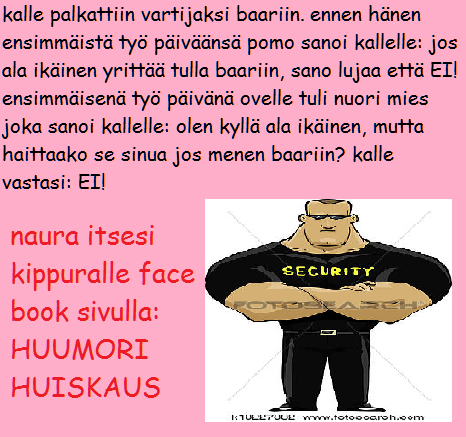 kalle palkattiin vartijaksi baariin. ennen hänen
ensimmäistä työ päiväänsä pomo sanoi kallelle: jos
ala ikäinen yrittää tulla baariin, sano lujaa että EI!
ensimmäisenä työ päivänä ovelle tuli nuori mies
joka sanoi kallelle: olen kyllä ala ikäinen, mutta
haittaako se sinua jos menen baariin? kalle
vastasi: EI!
naura itsesi
kippuralle face
book sivulla:
HUUMORI
HUISKAUS
SECURITY
FOTOSEARCH
www.fotosearch.com